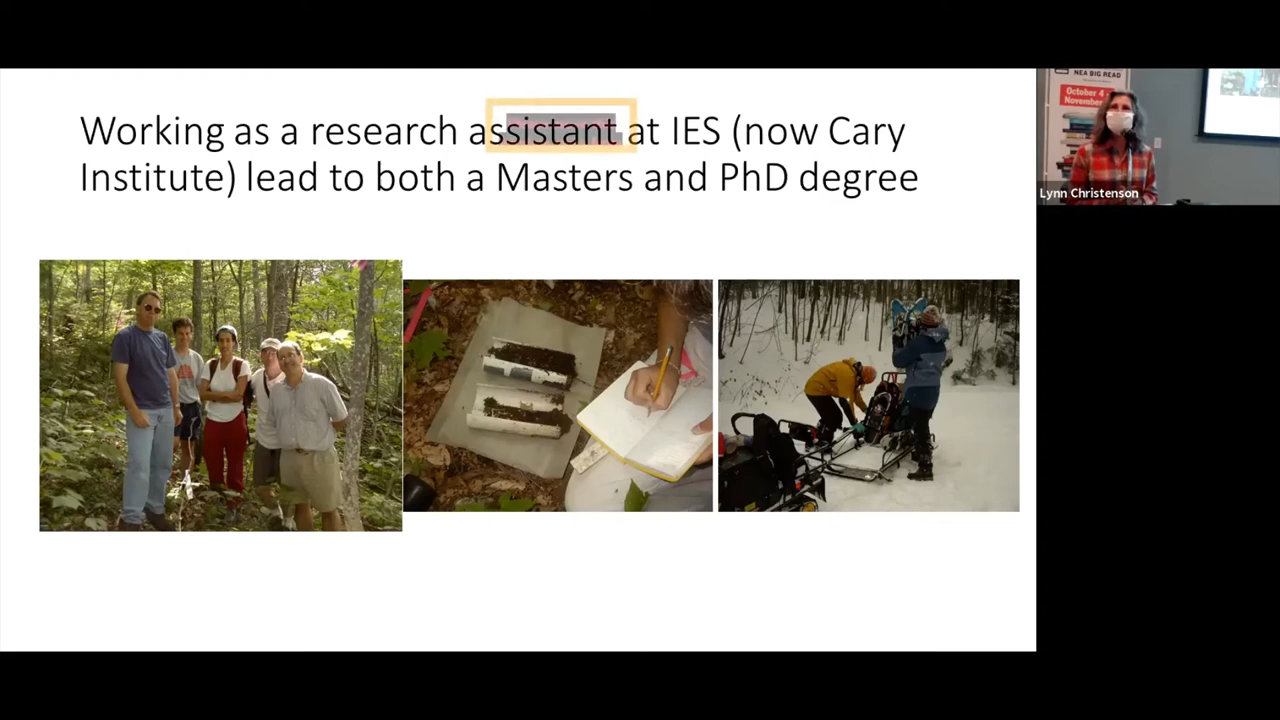 Working as a research assistant at IES (now Cary
Institute) lead to both a Masters and PhD degree
NEA BIG READ
October 4 -
Novem
Lynn Christenson